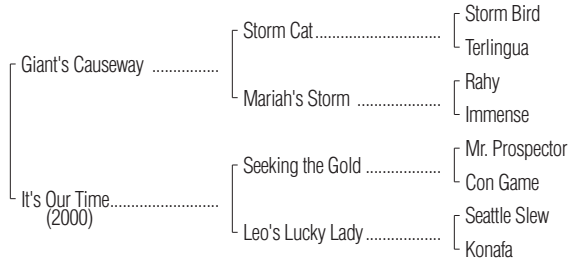 Storm Bird
Storm Cat....................................
Terlingua
Giant's Causeway ...................
Rahy
Mariah's Storm ........................
Immense
Mr. Prospector
Seeking the Gold .......................
Con Game
It's Our Time...............................
(2000)
Seattle Slew
Leo's Lucky Lady.......................
Konafa